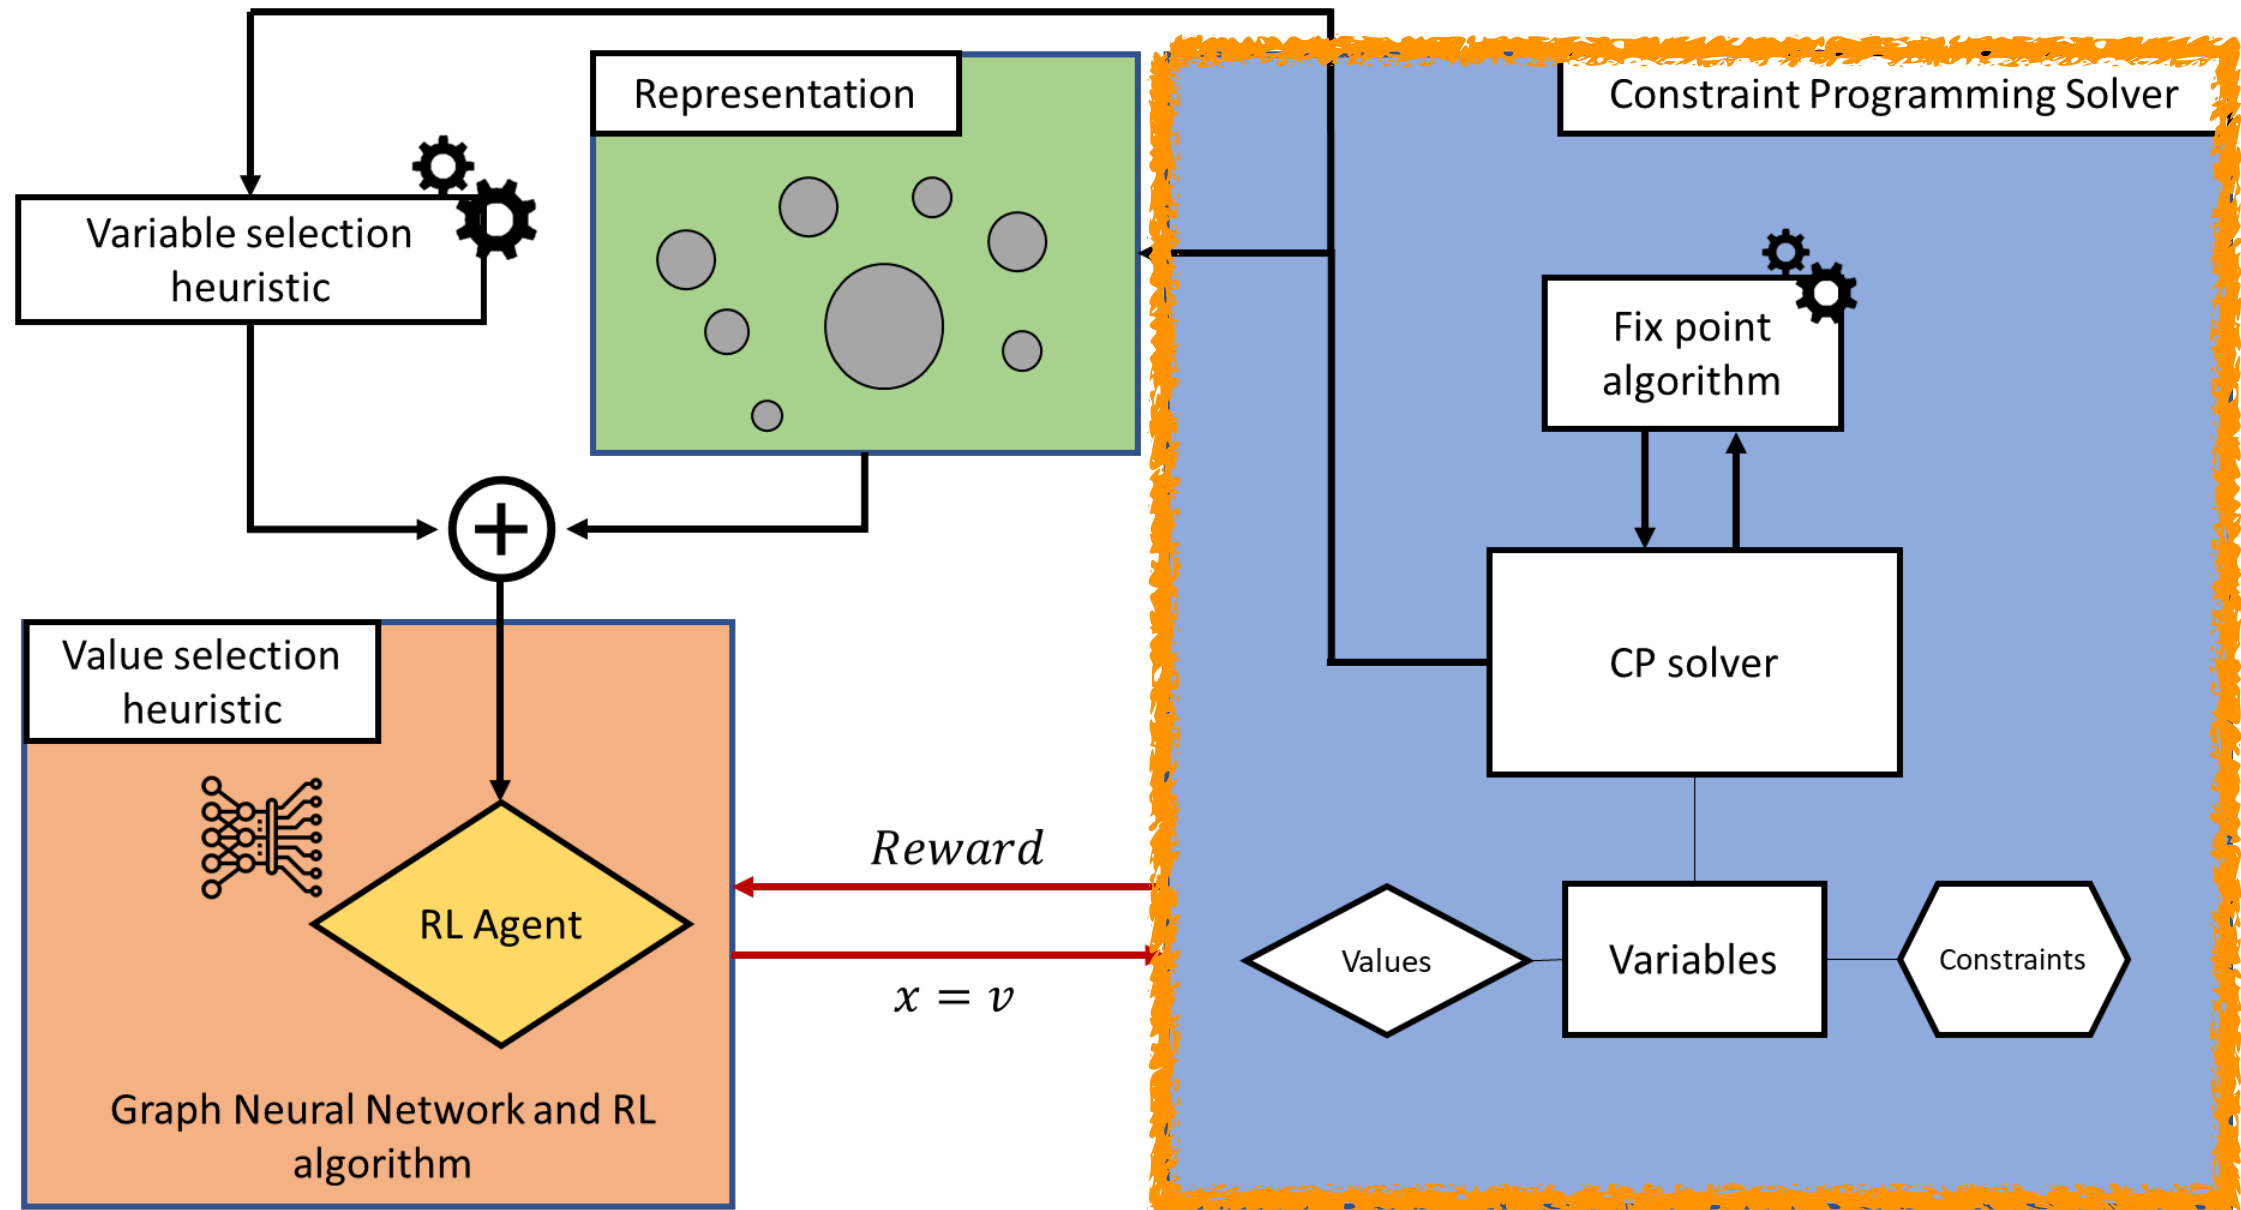 Representation
Constraint Programming Solver
Variable selection
heuristic
Fix point
algorithm
CP solver
Value selection
heuristic
RL Agent
Graph Neural Network and RL
algorithm
Reward
x = v
Values
Variables
Constraints